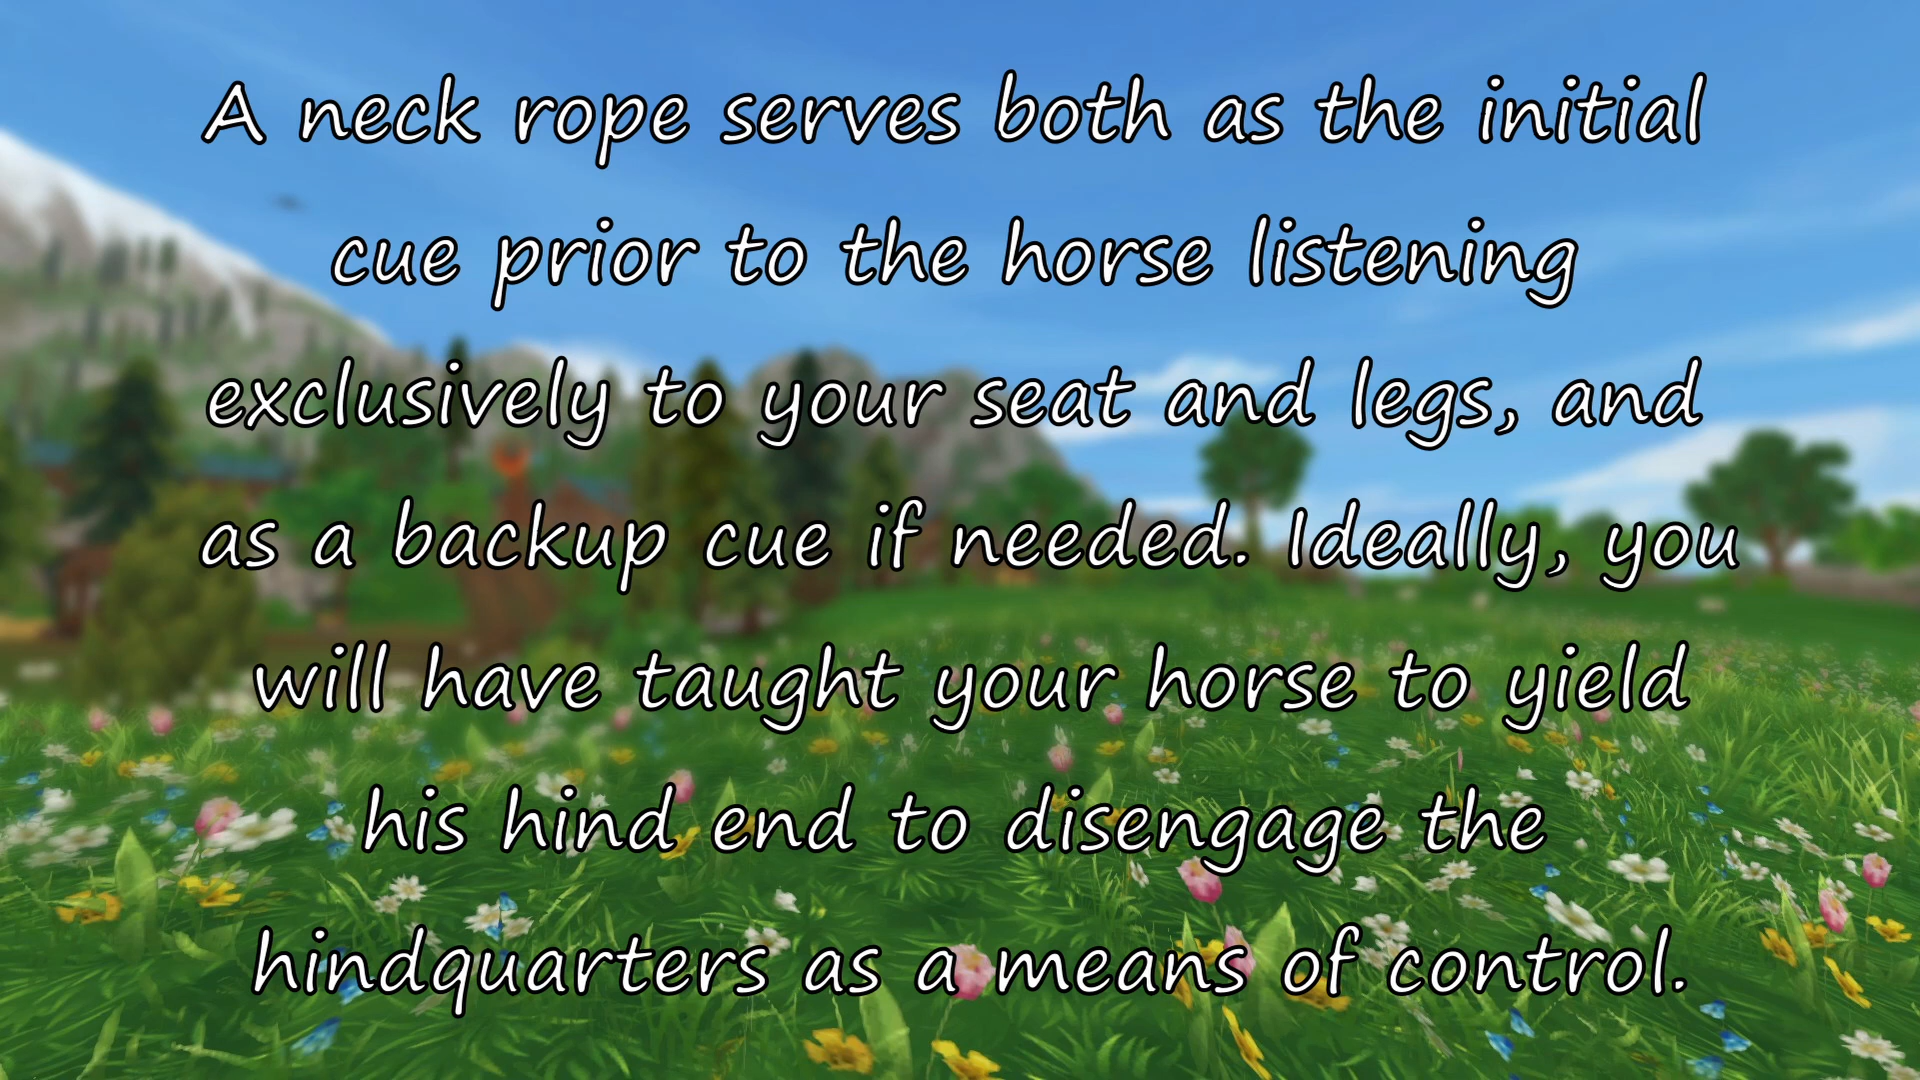 A neck rope serves both as the initial
cue prior to the horse listening
exclusively to your seat and legs, and
as a backup cue if needed. Ideally, you
will have taught your horse to yield
his hind end to disengage the
hindquarters as a means of control.